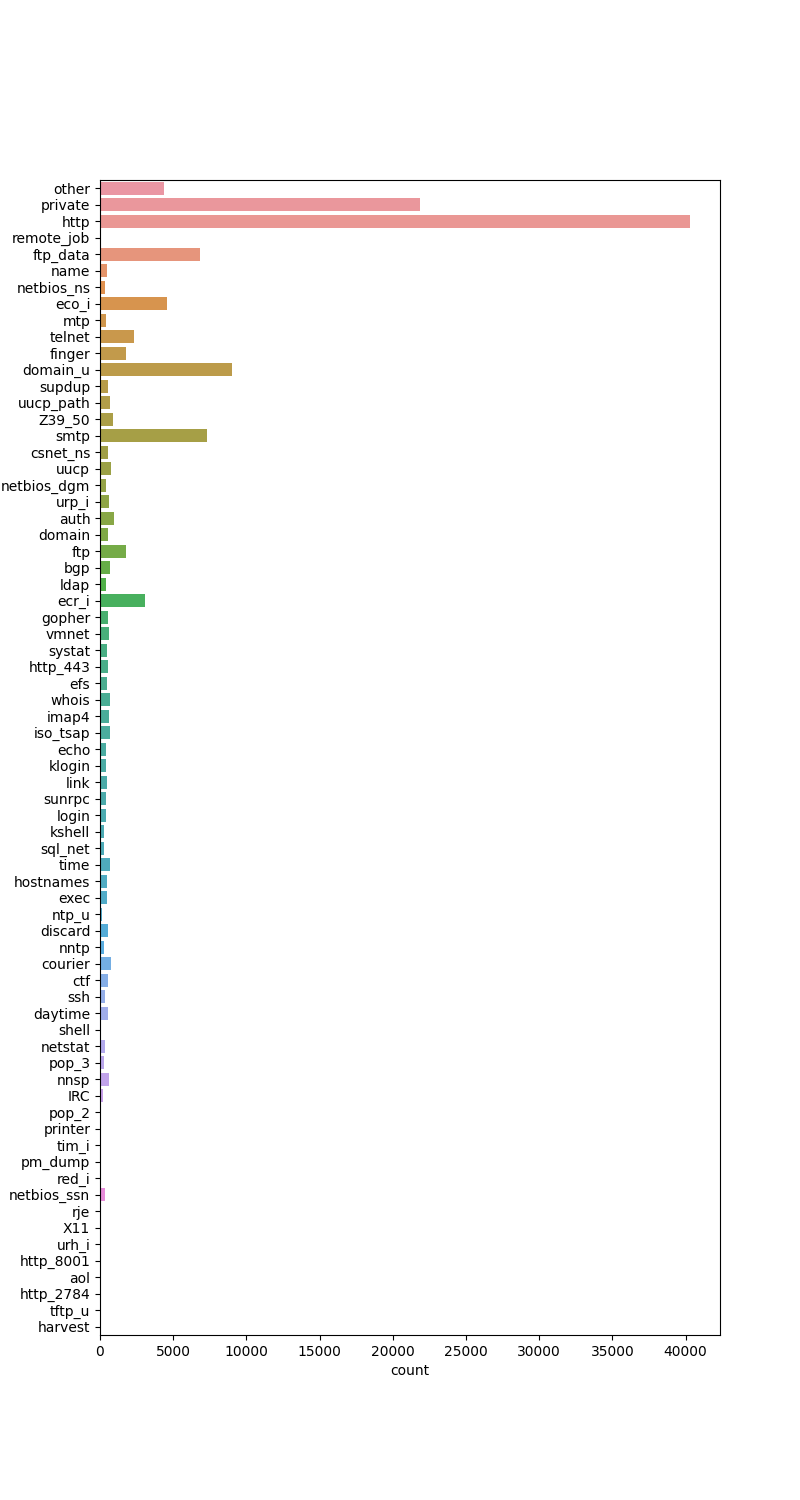 other
private
http
remote_job
ftp_data
name
netbios_ns
eco_i
mtp
telnet
finger
domain_u
supdup
uucp_path
Z39_50
smtp
csnet_ns
uucp
netbios_dgm
urp_i
auth
domain
ftp
bgp
ldap
ecr_i
gopher
vmnet
systat
http_443
efs
whois
imap4
iso_tsap
echo
klogin
link
sunrpc
login
kshell
sql_net
time
hostnames
exec
ntp_u
discard
nntp
courier
ctf
ssh
daytime
shell
netstat
pop_3
nnsp
IRC
pop_2
printer
tim_i
pm_dump
red_i
netbios_ssn
rje
X11
urh_i
http_8001
aol
http_2784
tftp_u
harvest
0 5000 10000 15000 20000 25000 30000 35000 40000
count